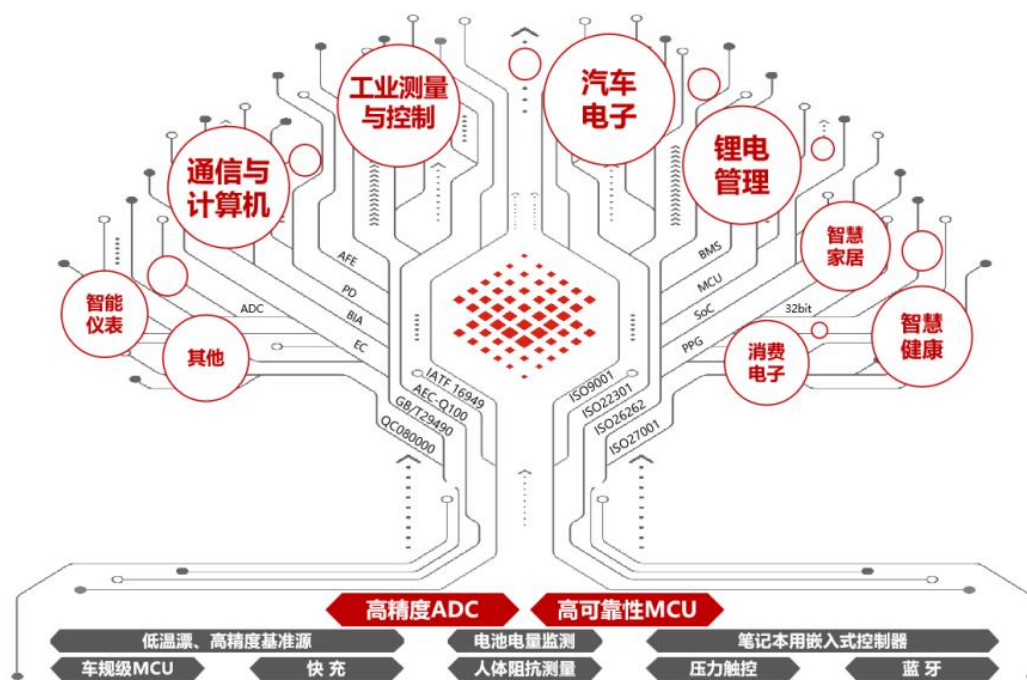 工业测量
与控制
汽车
电子
通信与
计算机
锂电
管理
智慧
家居
智能
仪表
其他
消费
电子
智慧
健康
AFE
PD
ADC
BIA
EC
BMS
MCU
SoC
32bit
PPG
IATF 16949
AEC-Q100
GB/T29490
QC080000
ISO9001
ISO22301
ISO26262
ISO27001
高精度ADC
高可靠性MCU
低温漂、高精度基准源
电池电量监测
笔记本用嵌入式控制器
车规级MCU
快 充
人体阻抗测量
压力触控
蓝 牙